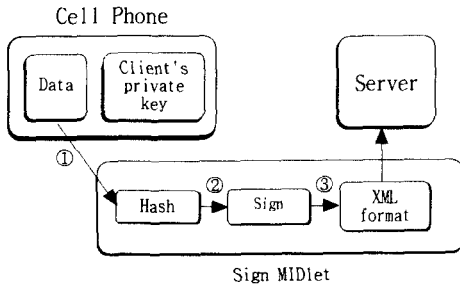 Cell Phone
Data
Client's
private
key
Server
①
Hash
②
Sign
③
XML
format
Sign MIDlet